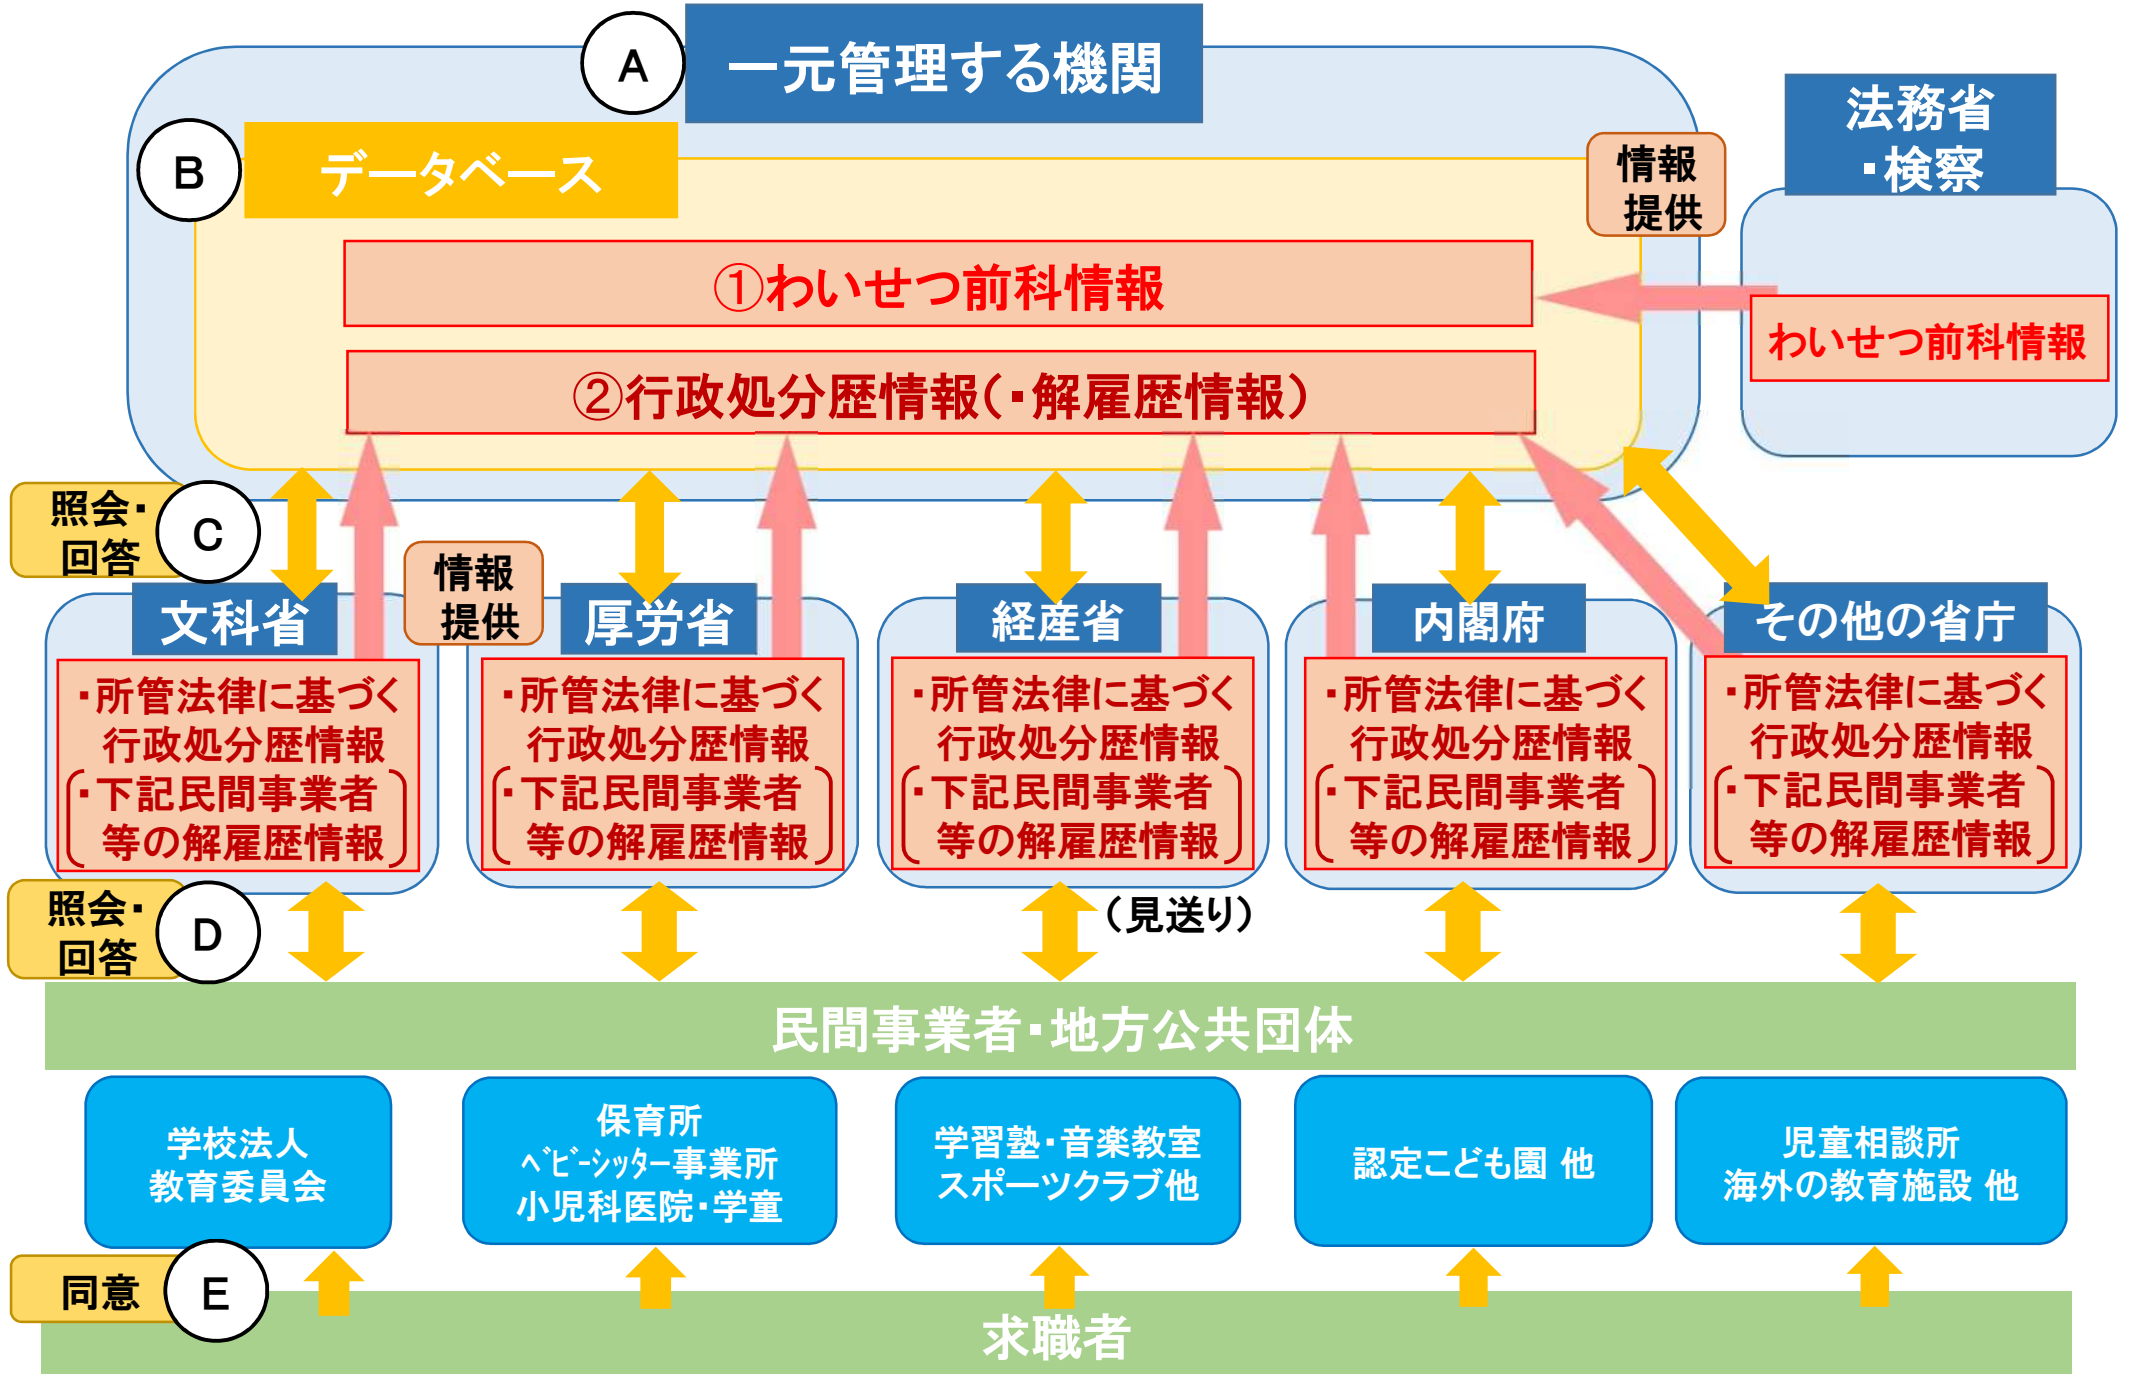 A
一元管理する機関
B
データベース
法務省
・検察
情報
提供
①わいせつ前科情報
わいせつ前科情報
②行政処分歴情報(・解雇歴情報)
照会・
回答
C
情報
提供
文科省
厚労省
経産省
内閣府
その他の省庁
・所管法律に基づく
行政処分歴情報
・下記民間事業者
等の解雇歴情報
・所管法律に基づく
行政処分歴情報
・下記民間事業者
等の解雇歴情報
・所管法律に基づく
行政処分歴情報
・下記民間事業者
等の解雇歴情報
・所管法律に基づく
行政処分歴情報
・下記民間事業者
等の解雇歴情報
・所管法律に基づく
行政処分歴情報
・下記民間事業者
等の解雇歴情報
照会・
回答
D
(見送り)
民間事業者・地方公共団体
学校法人
教育委員会
保育所
ﾍﾞﾋﾞｰｼｯﾀｰ事業所
小児科医院・学童
学習塾・音楽教室
スポーツクラブ他
認定こども園 他
児童相談所
海外の教育施設 他
同意
E
求職者